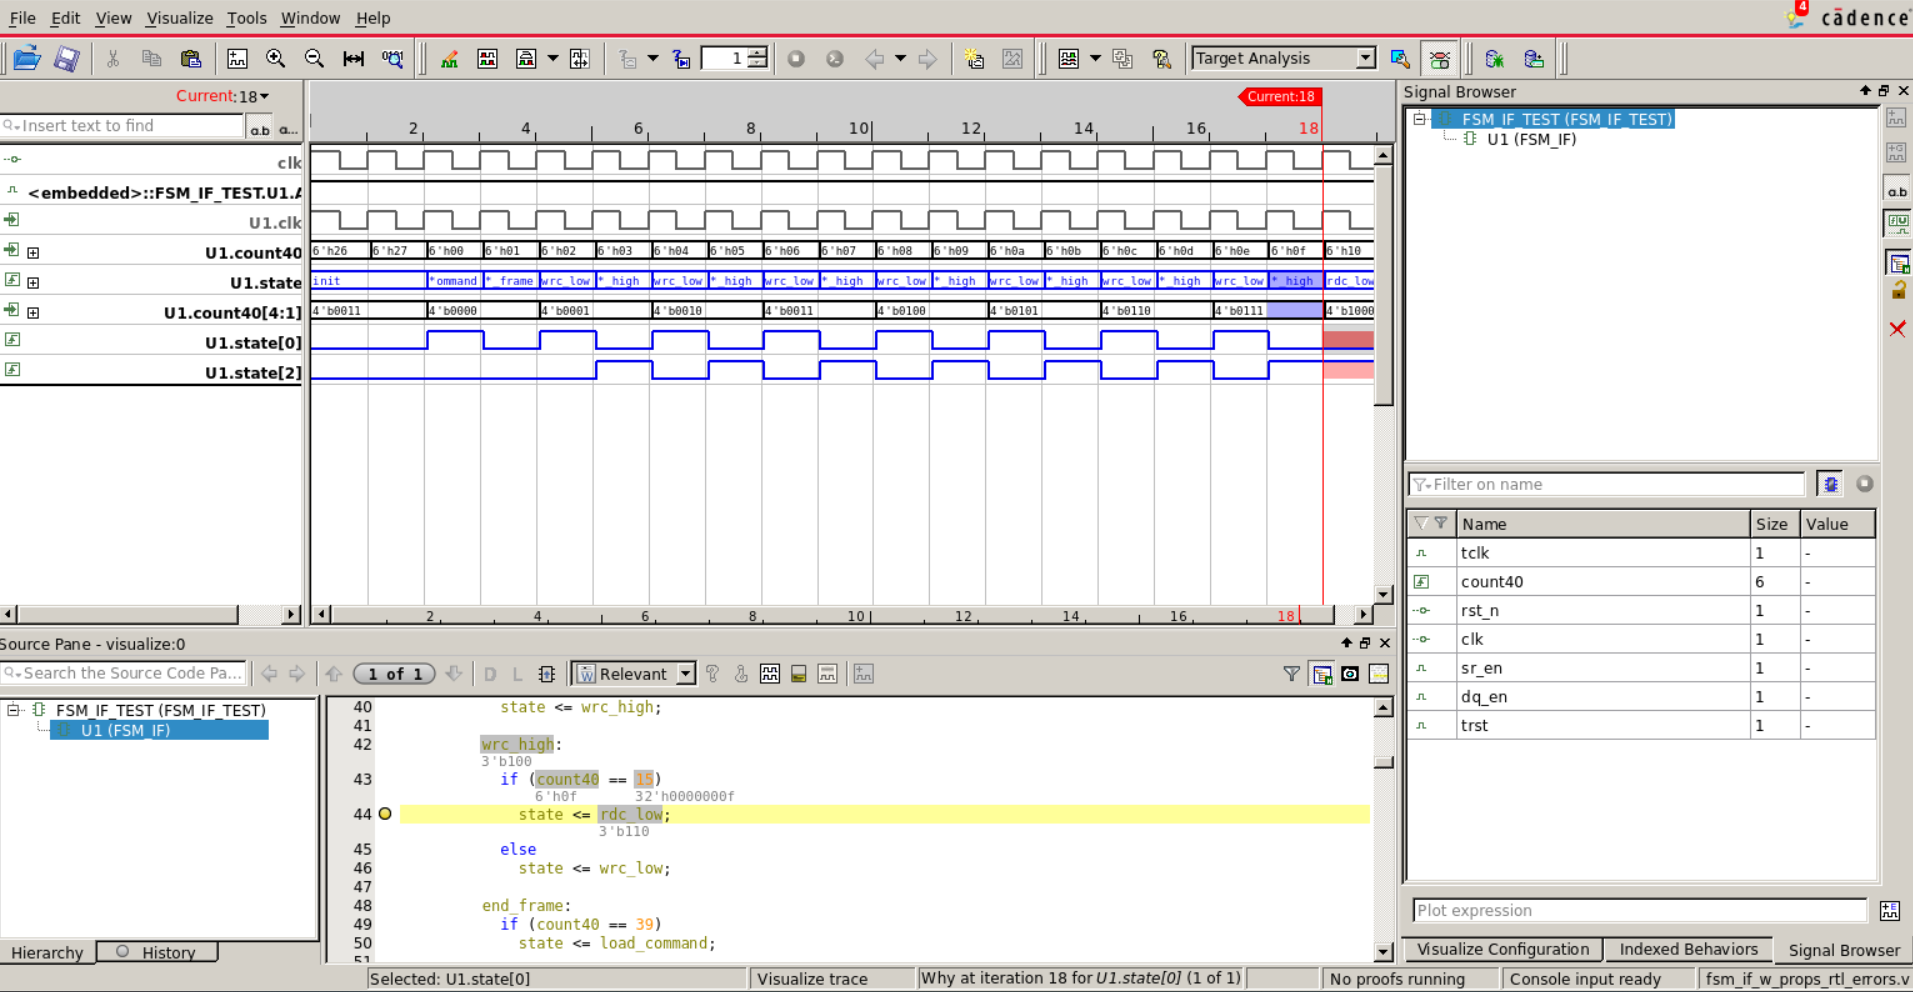 File Edit View Visualize Tools Window Help
4 cādence
1 Target Analysis
Current:18
Insert text to find a.b a...
Current:18
2 4 6 8 10 12 14 16 18
clk
<embedded>::FSM_IF_TEST.U1.A
U1.clk
U1.count40 6'h26 6'h27 6'h00 6'h01 6'h02 6'h03 6'h04 6'h05 6'h06 6'h07 6'h08 6'h09 6'h0a 6'h0b 6'h0c 6'h0d 6'h0e 6'h0f 6'h10
U1.state init *ommand *_frame wrc_low *_high wrc_low *_high wrc_low *_high wrc_low *_high wrc_low *_high wrc_low *_high wrc_low *_high rdc_low
U1.count40[4:1] 4'b0011 4'b0000 4'b0001 4'b0010 4'b0011 4'b0100 4'b0101 4'b0110 4'b0111 4'b1000
U1.state[0]
U1.state[2]
2 4 6 8 10 12 14 16 18
Source Pane - visualize:0
Search the Source Code Pa... 1 of 1 D L Relevant
FSM_IF_TEST (FSM_IF_TEST)
U1 (FSM_IF)
Hierarchy History
40 state <= wrc_high;
41
42 wrc_high:
3'b100
43 if (count40 == 15)
6'h0f 32'h0000000f
44 state <= rdc_low;
3'b110
45 else
46 state <= wrc_low;
47
48 end_frame:
49 if (count40 == 39)
50 state <= load_command;
51
Signal Browser
FSM_IF_TEST (FSM_IF_TEST)
U1 (FSM_IF)
a.b
Filter on name
Name Size Value
tclk 1 -
count40 6 -
rst_n 1 -
clk 1 -
sr_en 1 -
dq_en 1 -
trst 1 -
Plot expression
Visualize Configuration Indexed Behaviors Signal Browser
Selected: U1.state[0] Visualize trace Why at iteration 18 for U1.state[0] (1 of 1) No proofs running Console input ready fsm_if_w_props_rtl_errors.v